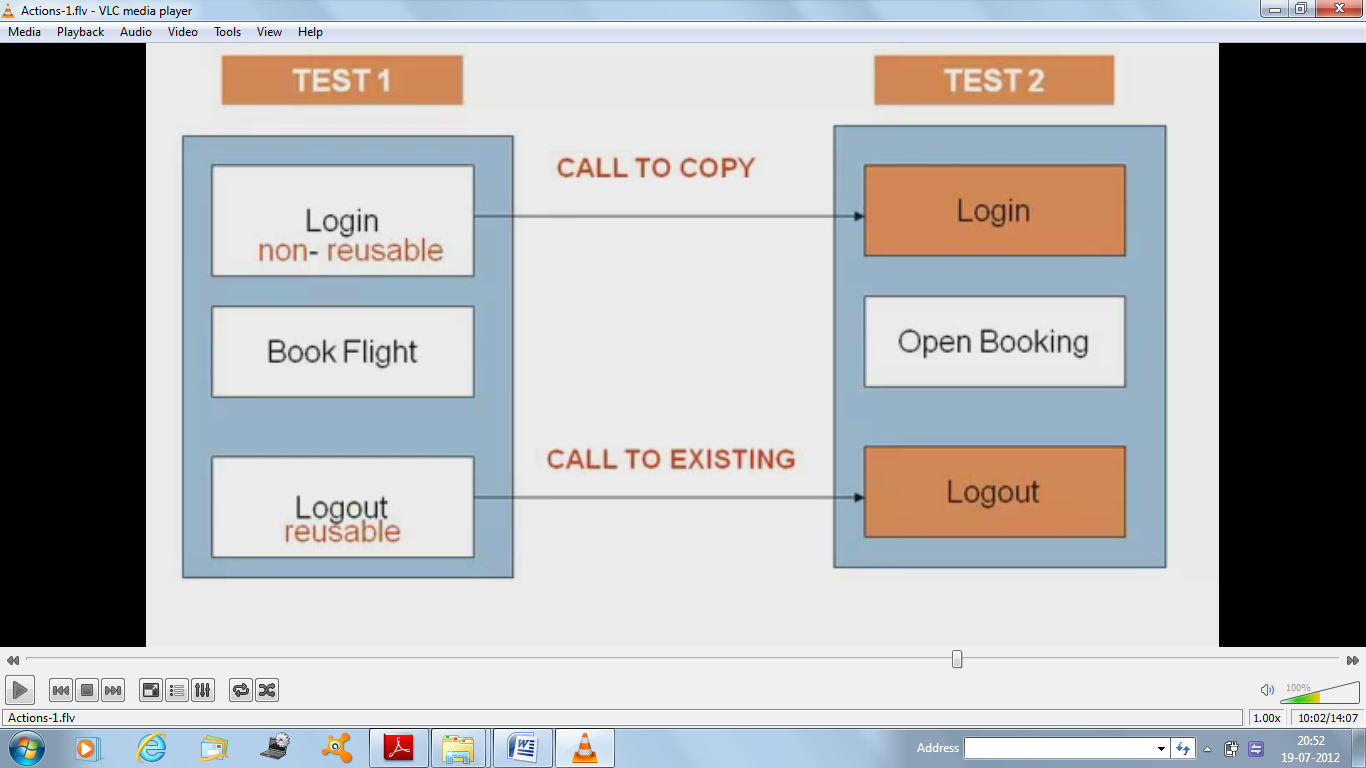 Actions-1.flv - VLC media player
Media Playback Audio Video Tools View Help
TEST 1
TEST 2
CALL TO COPY
Login
non- reusable
Login
Book Flight
Open Booking
CALL TO EXISTING
Logout
reusable
Logout
100%
Actions-1.flv
1.00x
10:02/14:07
Address
20:52
19-07-2012